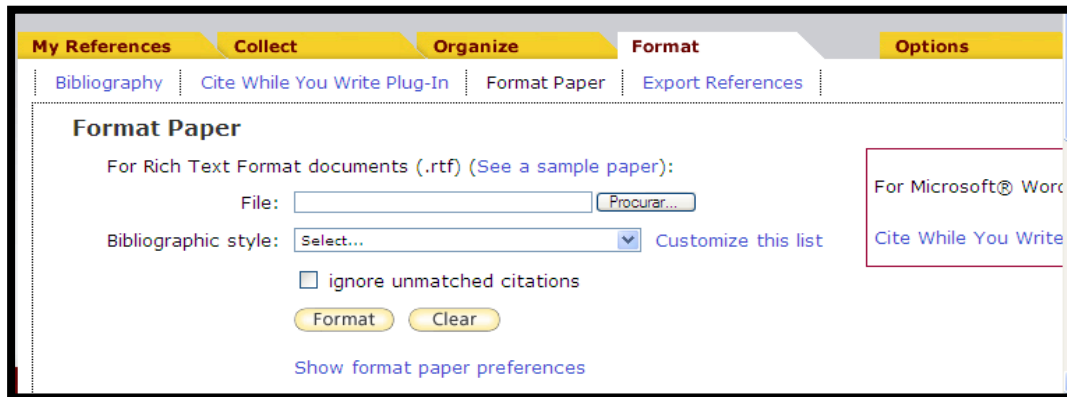 My References Collect Organize Format Options
Bibliography Cite While You Write Plug-In Format Paper Export References
Format Paper
For Rich Text Format documents (.rtf) (See a sample paper):
File: Procurar...
Bibliographic style: Select... Customize this list
ignore unmatched citations
Format Clear
Show format paper preferences
For Microsoft® Word
Cite While You Write